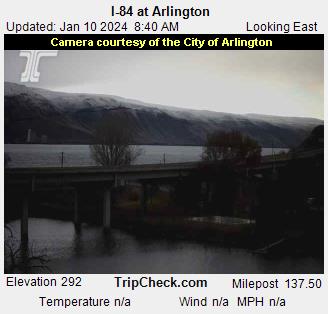 I-84 at Arlington
Updated: Jan 10 2024 8:40 AM Looking East
Camera courtesy of the City of Arlington
Elevation 292 TripCheck.com Milepost 137.50
Temperature n/a Wind n/a MPH n/a